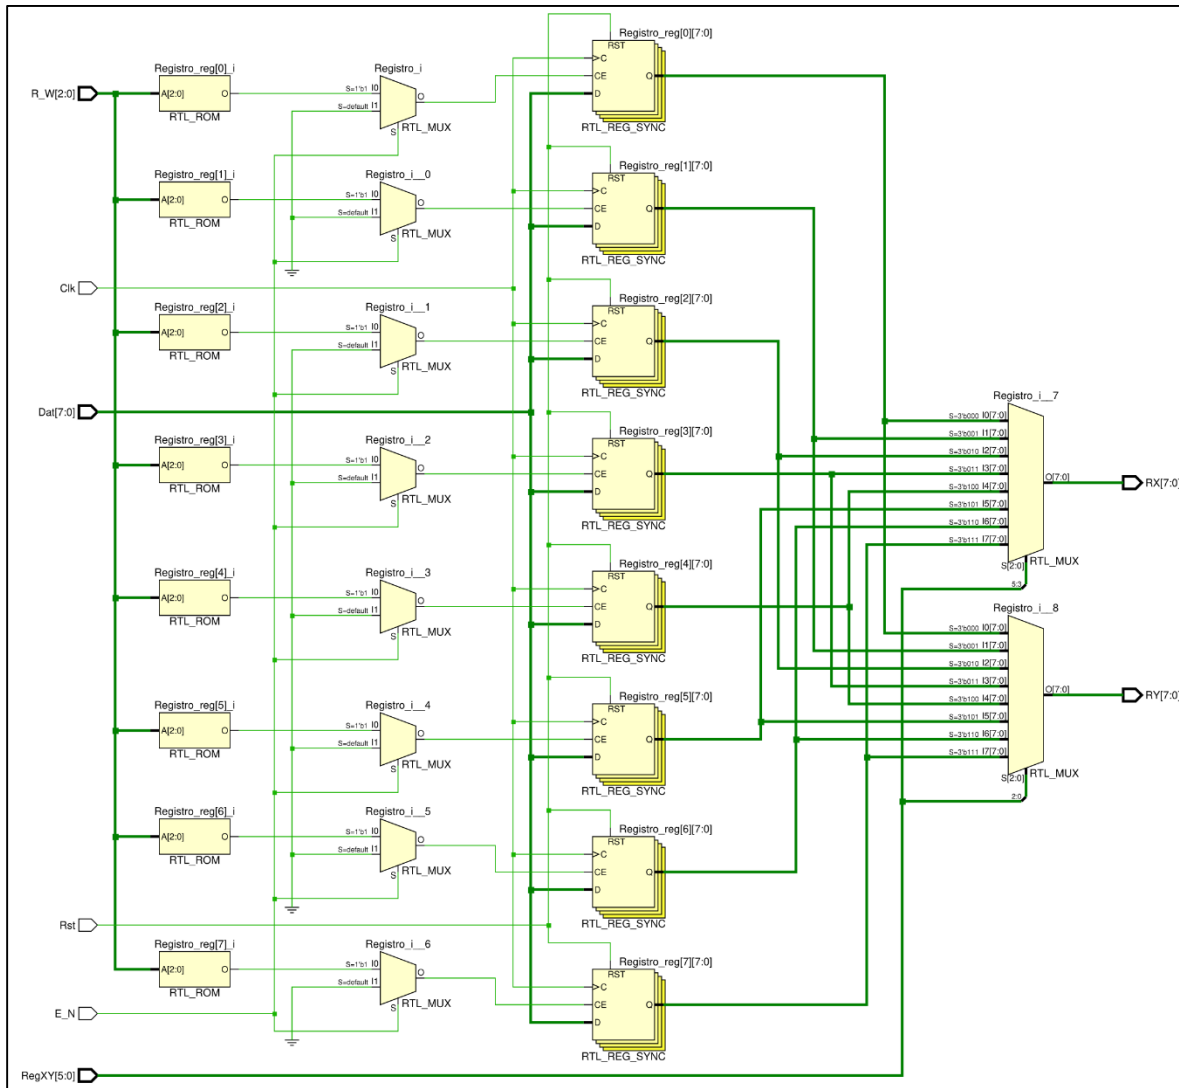 R_W[2:0]
Registro_reg[0]_i
A[2:0] O
RTL_ROM
Registro_i
S=1'b1 I0
S=default I1
O
S
RTL_MUX
Registro_reg[0][7:0]
RST
C
CE
D
Q
RTL_REG_SYNC
Registro_reg[1]_i
A[2:0] O
RTL_ROM
Registro_i__0
S=1'b1 I0
S=default I1
O
S
RTL_MUX
Registro_reg[1][7:0]
RST
C
CE
D
Q
RTL_REG_SYNC
Clk
Registro_reg[2]_i
A[2:0] O
RTL_ROM
Registro_i__1
S=1'b1 I0
S=default I1
O
S
RTL_MUX
Registro_reg[2][7:0]
RST
C
CE
D
Q
RTL_REG_SYNC
Dat[7:0]
Registro_reg[3]_i
A[2:0] O
RTL_ROM
Registro_i__2
S=1'b1 I0
S=default I1
O
S
RTL_MUX
Registro_reg[3][7:0]
RST
C
CE
D
Q
RTL_REG_SYNC
Registro_reg[4]_i
A[2:0] O
RTL_ROM
Registro_i__3
S=1'b1 I0
S=default I1
O
S
RTL_MUX
Registro_reg[4][7:0]
RST
C
CE
D
Q
RTL_REG_SYNC
Registro_reg[5]_i
A[2:0] O
RTL_ROM
Registro_i__4
S=1'b1 I0
S=default I1
O
S
RTL_MUX
Registro_reg[5][7:0]
RST
C
CE
D
Q
RTL_REG_SYNC
Registro_reg[6]_i
A[2:0] O
RTL_ROM
Registro_i__5
S=1'b1 I0
S=default I1
O
S
RTL_MUX
Registro_reg[6][7:0]
RST
C
CE
D
Q
RTL_REG_SYNC
Rst
Registro_reg[7]_i
A[2:0] O
RTL_ROM
Registro_i__6
S=1'b1 I0
S=default I1
O
S
RTL_MUX
Registro_reg[7][7:0]
RST
C
CE
D
Q
RTL_REG_SYNC
E_N
RegXY[5:0]
Registro_i__7
S=3'b000 I0[7:0]
S=3'b001 I1[7:0]
S=3'b010 I2[7:0]
S=3'b011 I3[7:0]
S=3'b100 I4[7:0]
S=3'b101 I5[7:0]
S=3'b110 I6[7:0]
S=3'b111 I7[7:0]
O[7:0]
RX[7:0]
S[2:0]
RTL_MUX
5:3
Registro_i__8
S=3'b000 I0[7:0]
S=3'b001 I1[7:0]
S=3'b010 I2[7:0]
S=3'b011 I3[7:0]
S=3'b100 I4[7:0]
S=3'b101 I5[7:0]
S=3'b110 I6[7:0]
S=3'b111 I7[7:0]
O[7:0]
RY[7:0]
S[2:0]
RTL_MUX
2:0